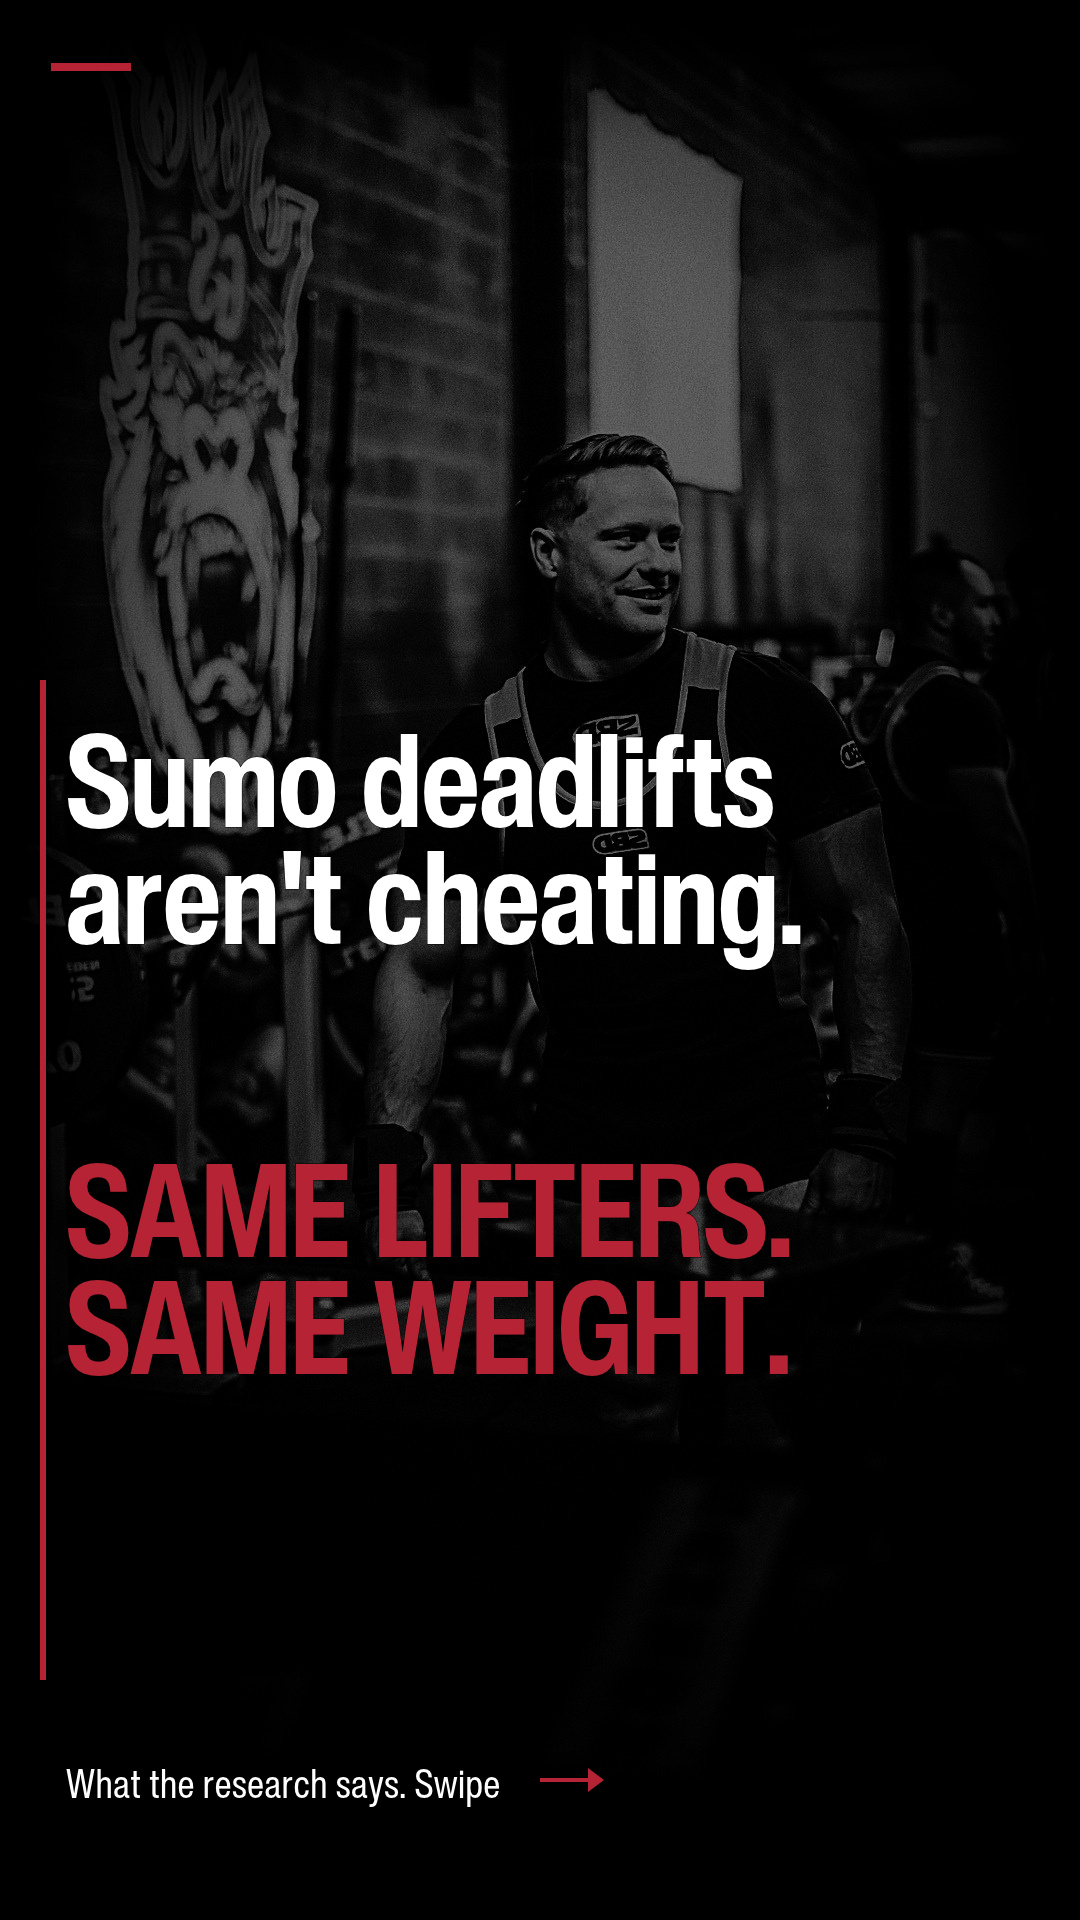 Sumo deadlifts
aren't cheating.
SAME LIFTERS.
SAME WEIGHT.
What the research says. Swipe